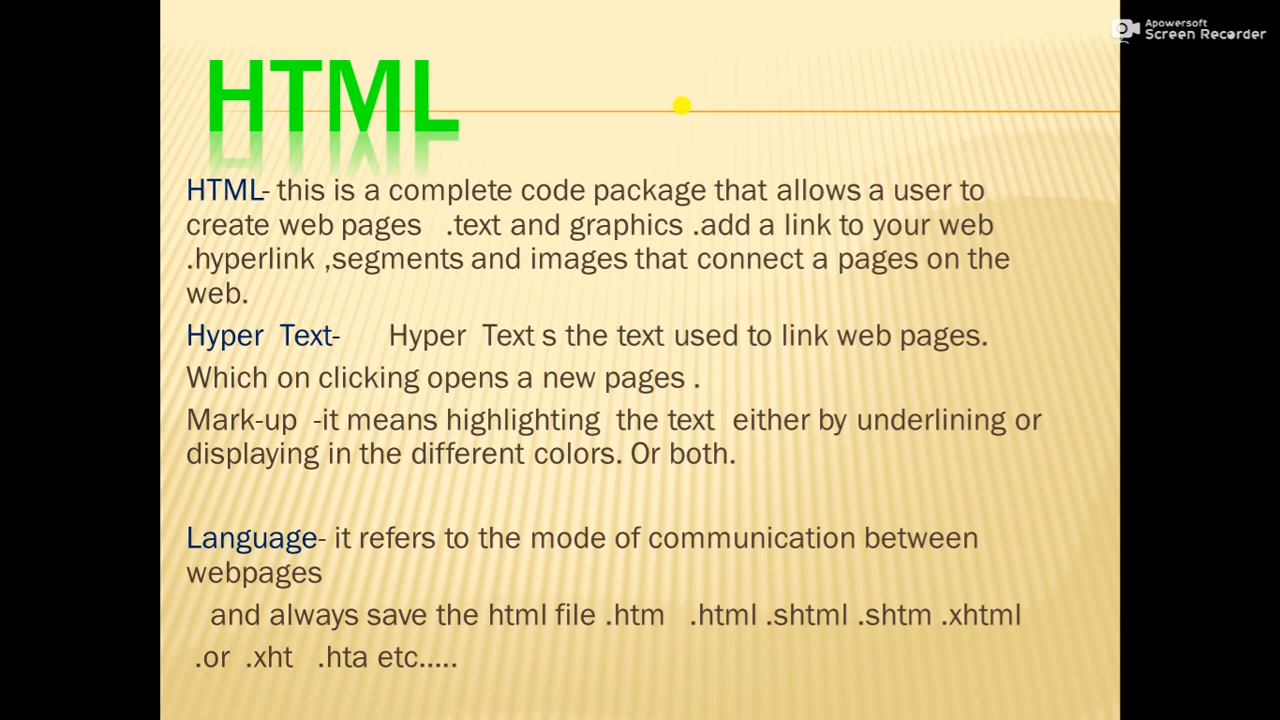 Apowersoft
Screen Recorder
HTML
HTML- this is a complete code package that allows a user to
create web pages   .text and graphics .add a link to your web
.hyperlink ,segments and images that connect a pages on the
web.
Hyper  Text-      Hyper  Text s the text used to link web pages.
Which on clicking opens a new pages .
Mark-up  -it means highlighting  the text  either by underlining or
displaying in the different colors. Or both.
Language- it refers to the mode of communication between
webpages
and always save the html file .htm   .html .shtml .shtm .xhtml
.or  .xht   .hta etc.....